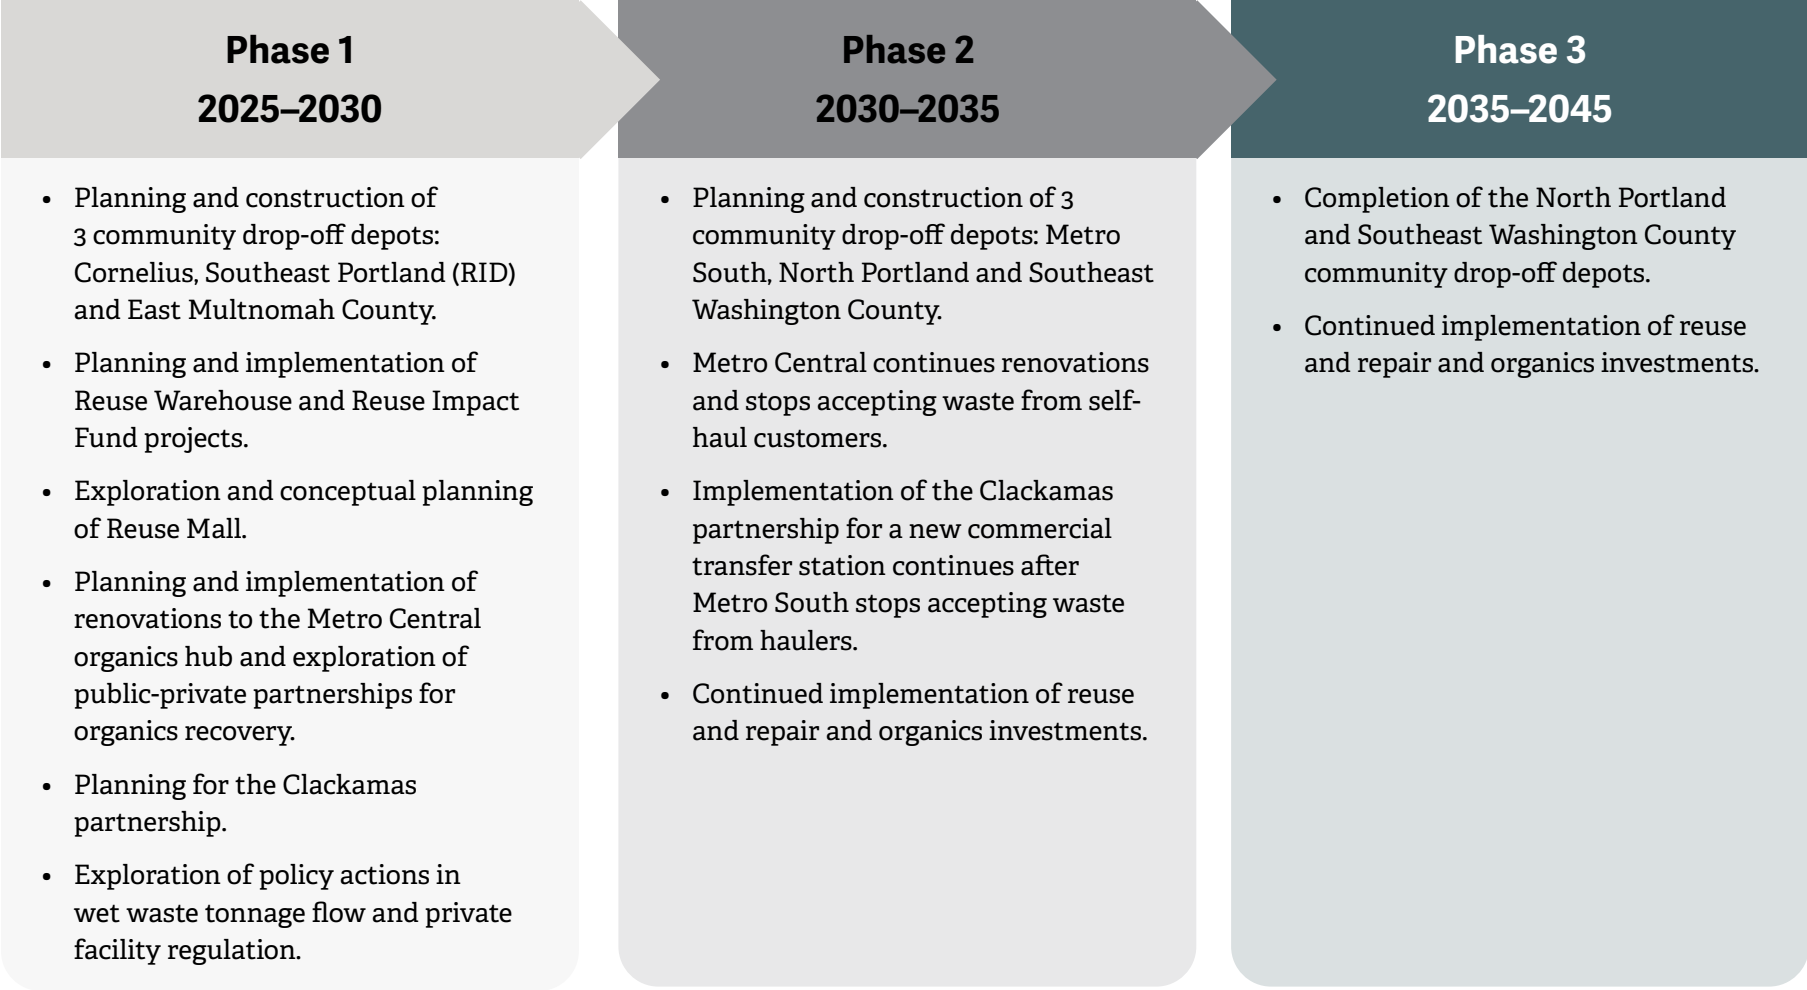 Phase 1
2025–2030
• Planning and construction of
3 community drop-off depots:
Cornelius, Southeast Portland (RID)
and East Multnomah County.
• Planning and implementation of
Reuse Warehouse and Reuse Impact
Fund projects.
• Exploration and conceptual planning
of Reuse Mall.
• Planning and implementation of
renovations to the Metro Central
organics hub and exploration of
public-private partnerships for
organics recovery.
• Planning for the Clackamas
partnership.
• Exploration of policy actions in
wet waste tonnage flow and private
facility regulation.
Phase 2
2030–2035
• Planning and construction of 3
community drop-off depots: Metro
South, North Portland and Southeast
Washington County.
• Metro Central continues renovations
and stops accepting waste from self-
haul customers.
• Implementation of the Clackamas
partnership for a new commercial
transfer station continues after
Metro South stops accepting waste
from haulers.
• Continued implementation of reuse
and repair and organics investments.
Phase 3
2035–2045
• Completion of the North Portland
and Southeast Washington County
community drop-off depots.
• Continued implementation of reuse
and repair and organics investments.